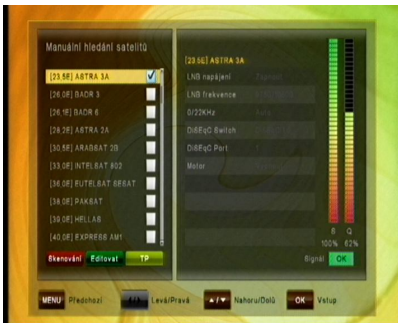 Manuální hledání satelitů
[23,5E] ASTRA 3A
[26,0E] BADR 3
[26,1E] BADR 6
[28,2E] ASTRA 2A
[30,5E] ARABSAT 2B
[33,0E] INTELSAT 802
[36,0E] EUTELSAT SESAT
[38,0E] PAKSAT
[39,0E] HELLAS
[40,0E] EXPRESS AM1
Skenování Editovat TP
[23,5E] ASTRA 3A
LNB napájení
LNB frekvence
0/22KHz
DiSEqC Switch
DiSEqC Port
Motor
S Q
100% 62%
Signál OK
MENU Předchozí Levá/Pravá Nahoru/Dolů OK Vstup